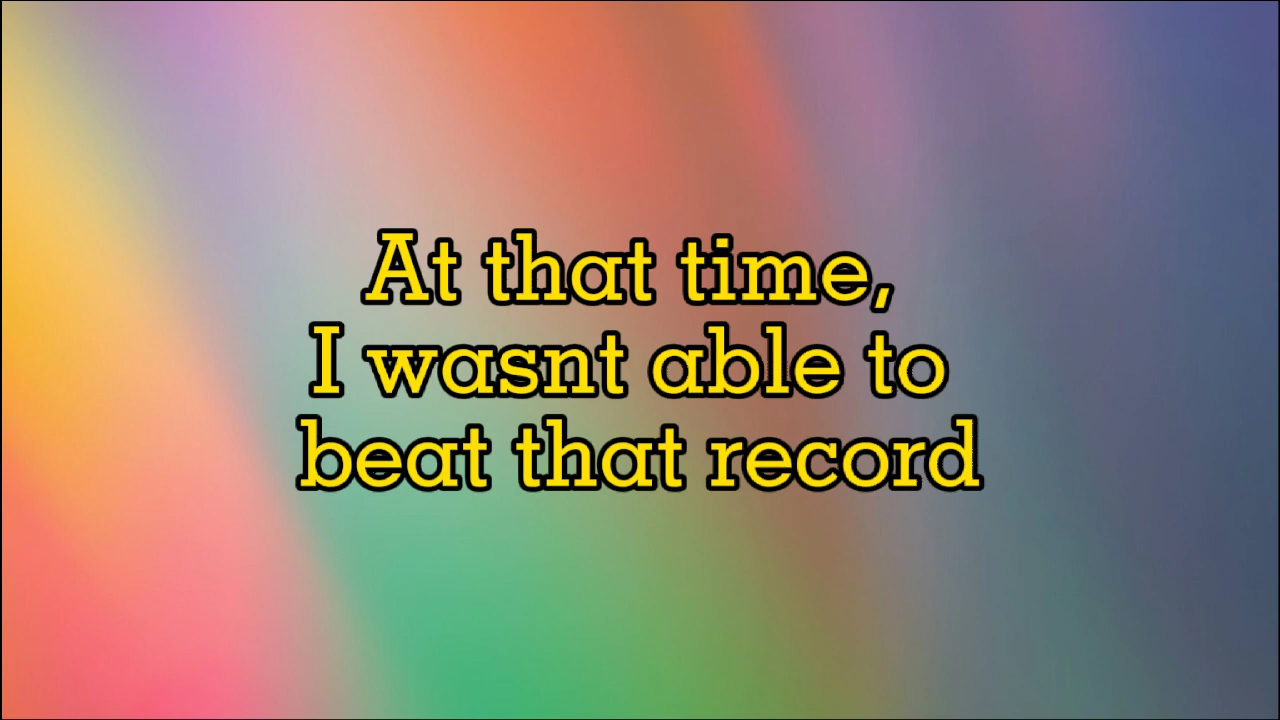 At that time,
I wasnt able to
beat that record